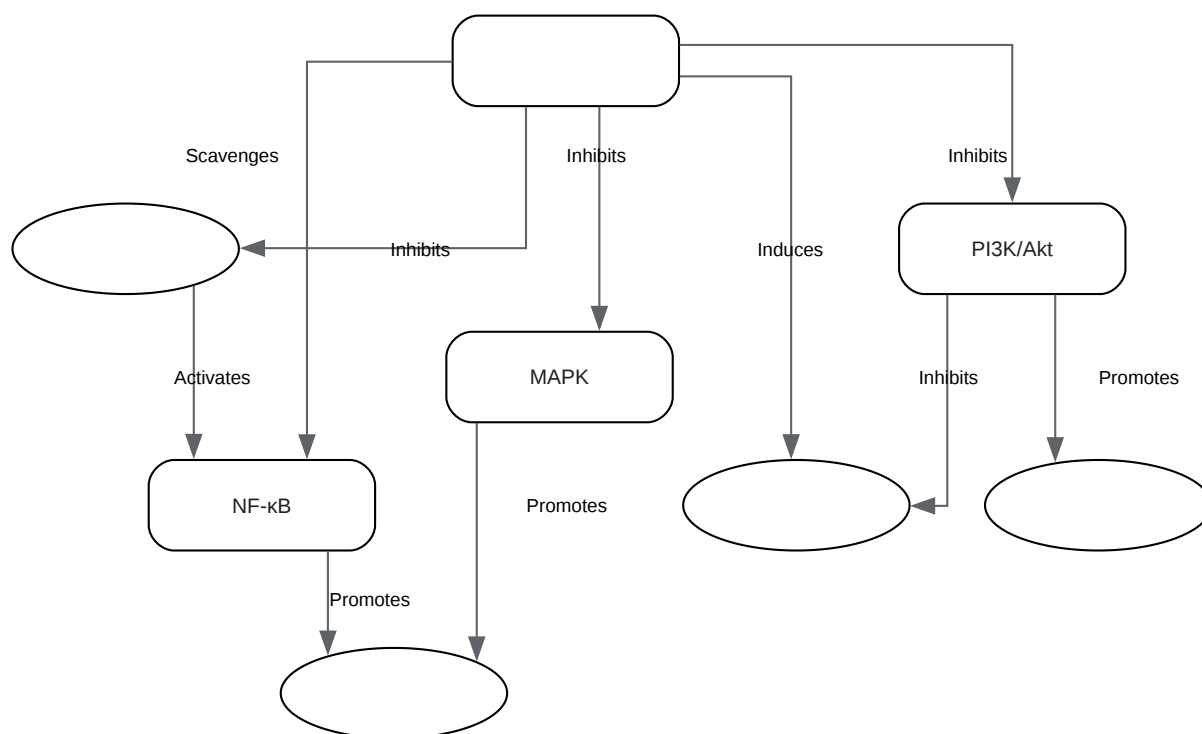 Scavenges
Inhibits
Inhibits
Inhibits
Induces
PI3K/Akt
Activates
MAPK
Inhibits
Promotes
NF-κB
Promotes
Promotes